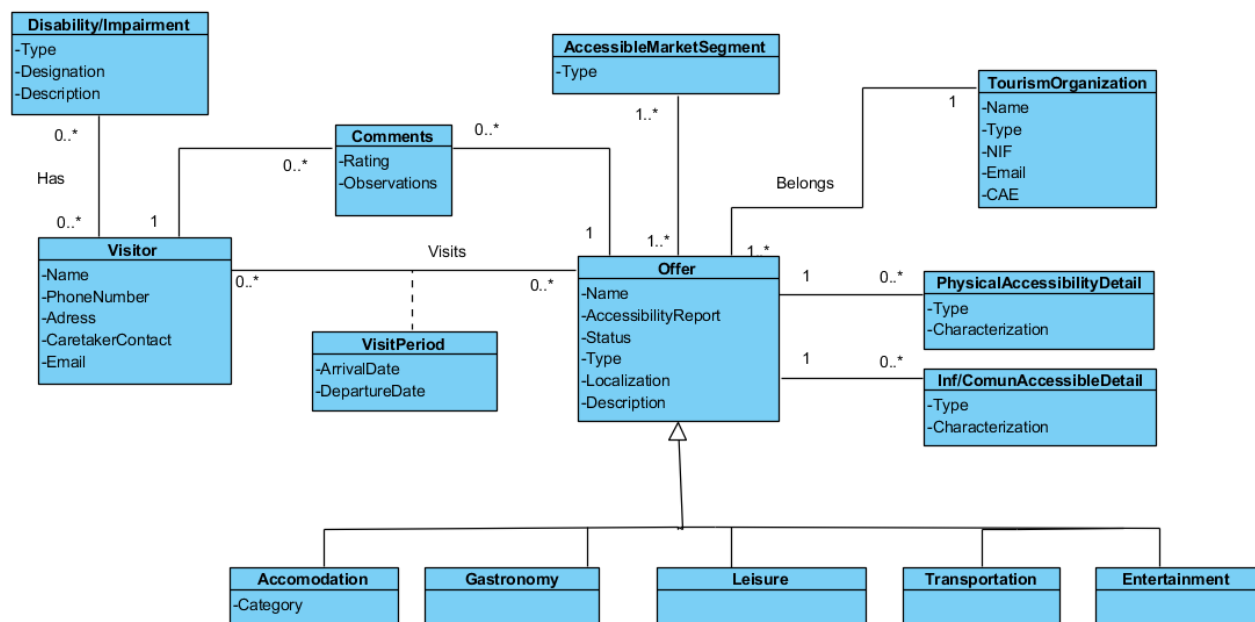 Disability/Impairment
-Type
-Designation
-Description
AccessibleMarketSegment
-Type
TourismOrganization
-Name
-Type
-NIF
-Email
-CAE
0..*
Has
0..*
1
0..*
Comments
-Rating
-Observations
0..*
1
1..*
1..*
1
Belongs
1..*
Visitor
-Name
-PhoneNumber
-Adress
-CaretakerContact
-Email
Visits
0..*
0..*
VisitPeriod
-ArrivalDate
-DepartureDate
Offer
-Name
-AccessibilityReport
-Status
-Type
-Localization
-Description
1
0..*
PhysicalAccessibilityDetail
-Type
-Characterization
1
0..*
Inf/ComunAccessibleDetail
-Type
-Characterization
Accomodation
-Category
Gastronomy
Leisure
Transportation
Entertainment